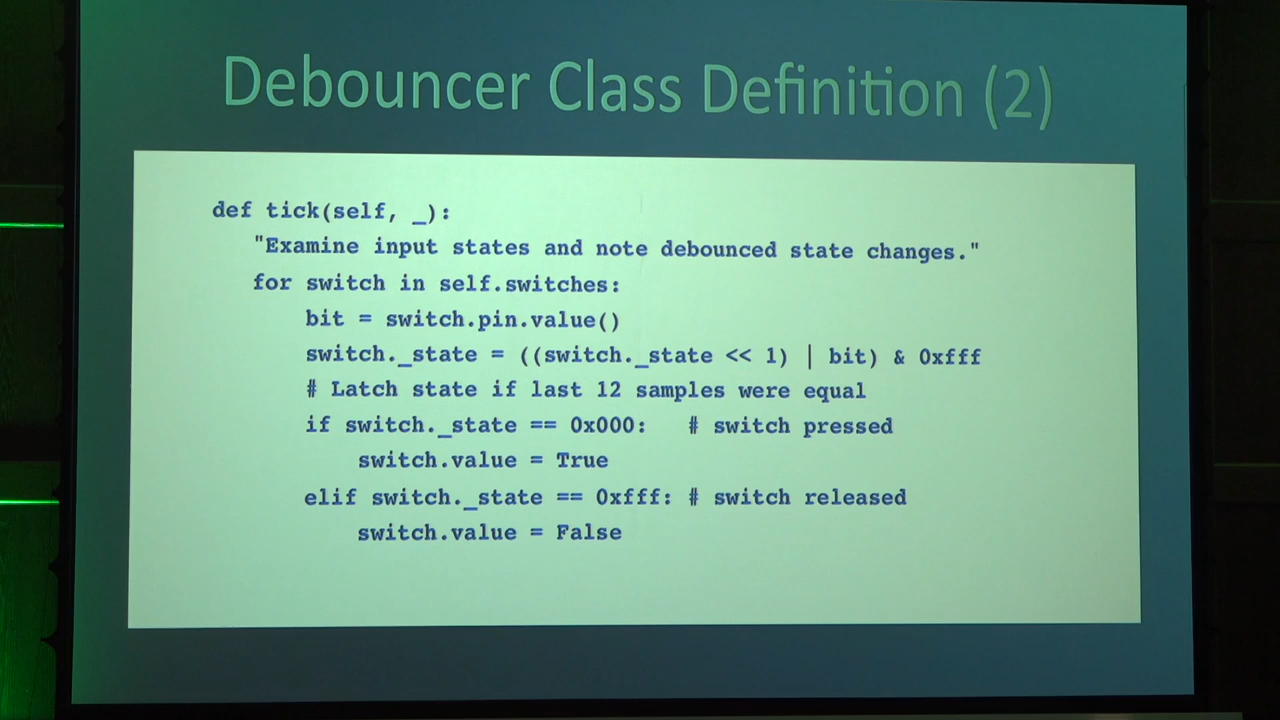 Debouncer Class Definition (2)
def tick(self, _):
"Examine input states and note debounced state changes."
for switch in self.switches:
bit = switch.pin.value()
switch._state = ((switch._state << 1) | bit) & 0xfff
# Latch state if last 12 samples were equal
if switch._state == 0x000: # switch pressed
switch.value = True
elif switch._state == 0xfff: # switch released
switch.value = False